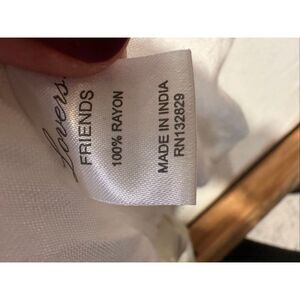 Lovers
FRIENDS
100% RAYON
MADE IN INDIA
RN132829